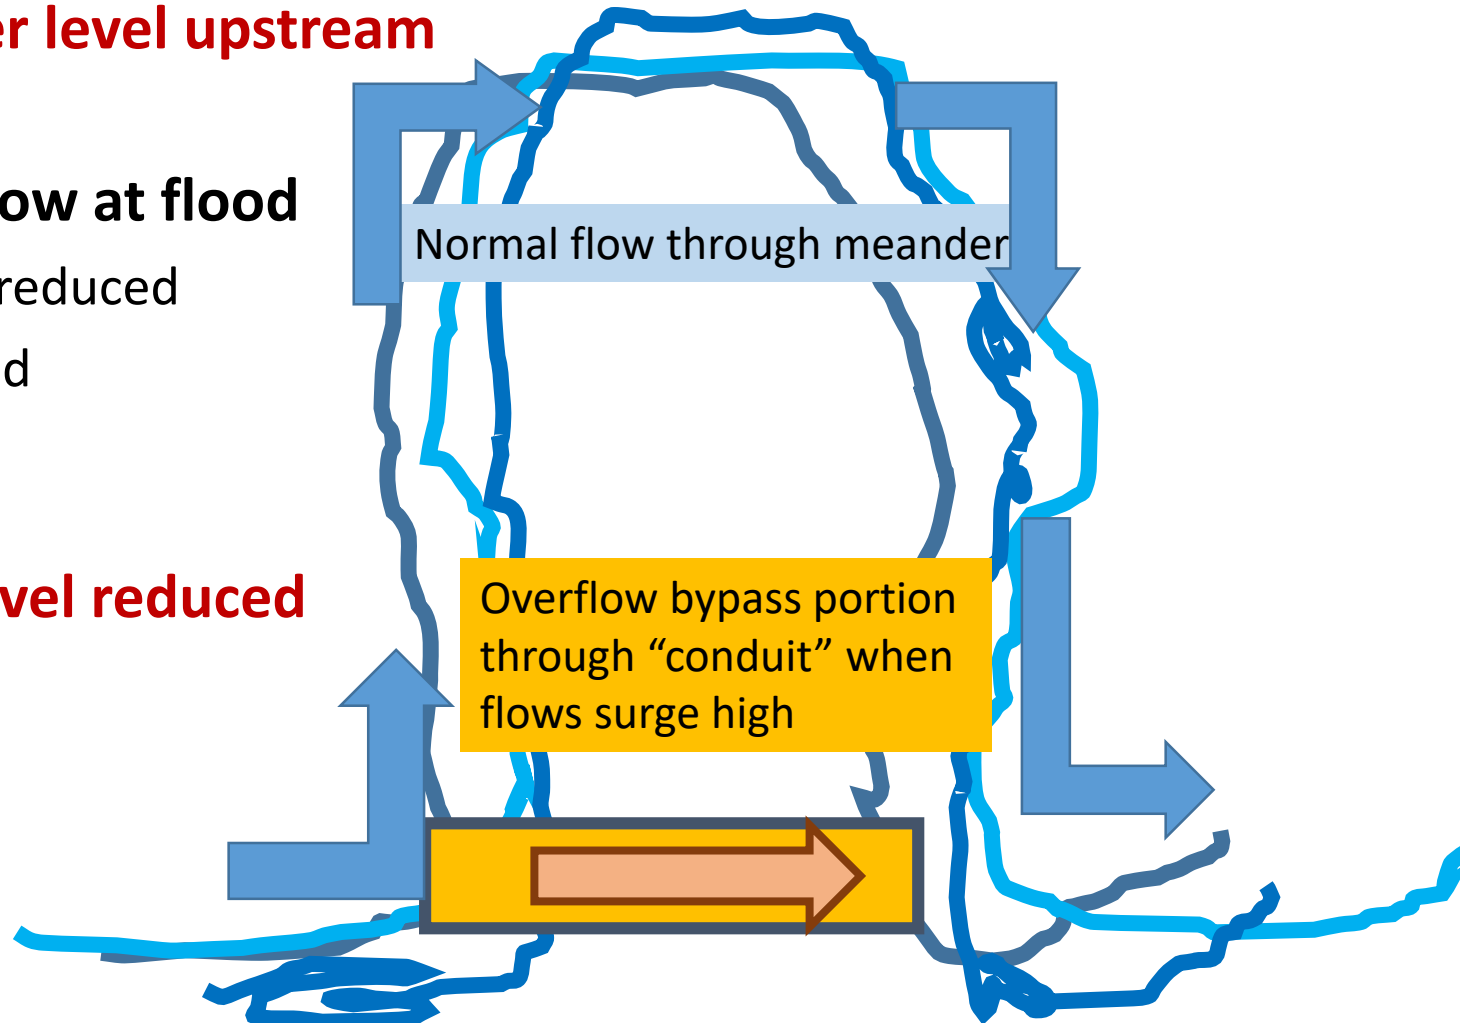 er level upstream
ow at flood
Normal flow through meander
reduced
d
Overflow bypass portion
through “conduit” when
flows surge high
vel reduced